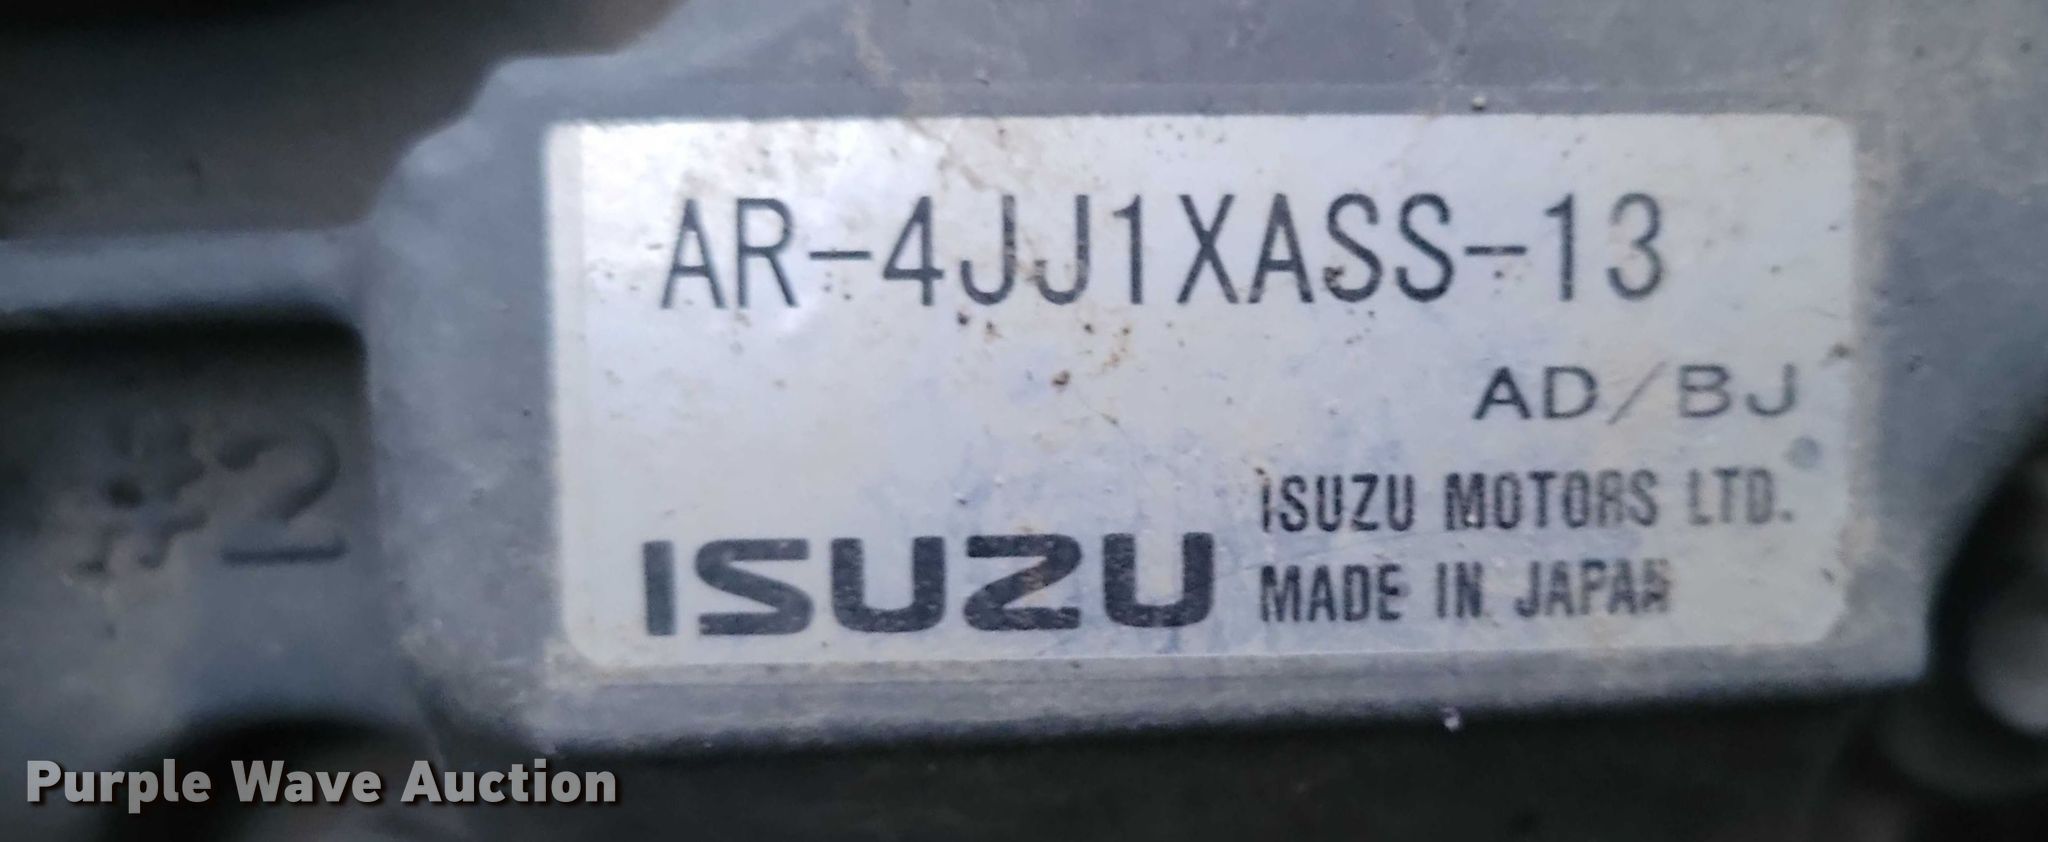 AR-4JJ1XASS-13
AD/BJ
#2
ISUZU
ISUZU MOTORS LTD.
MADE IN JAPAN
Purple Wave Auction